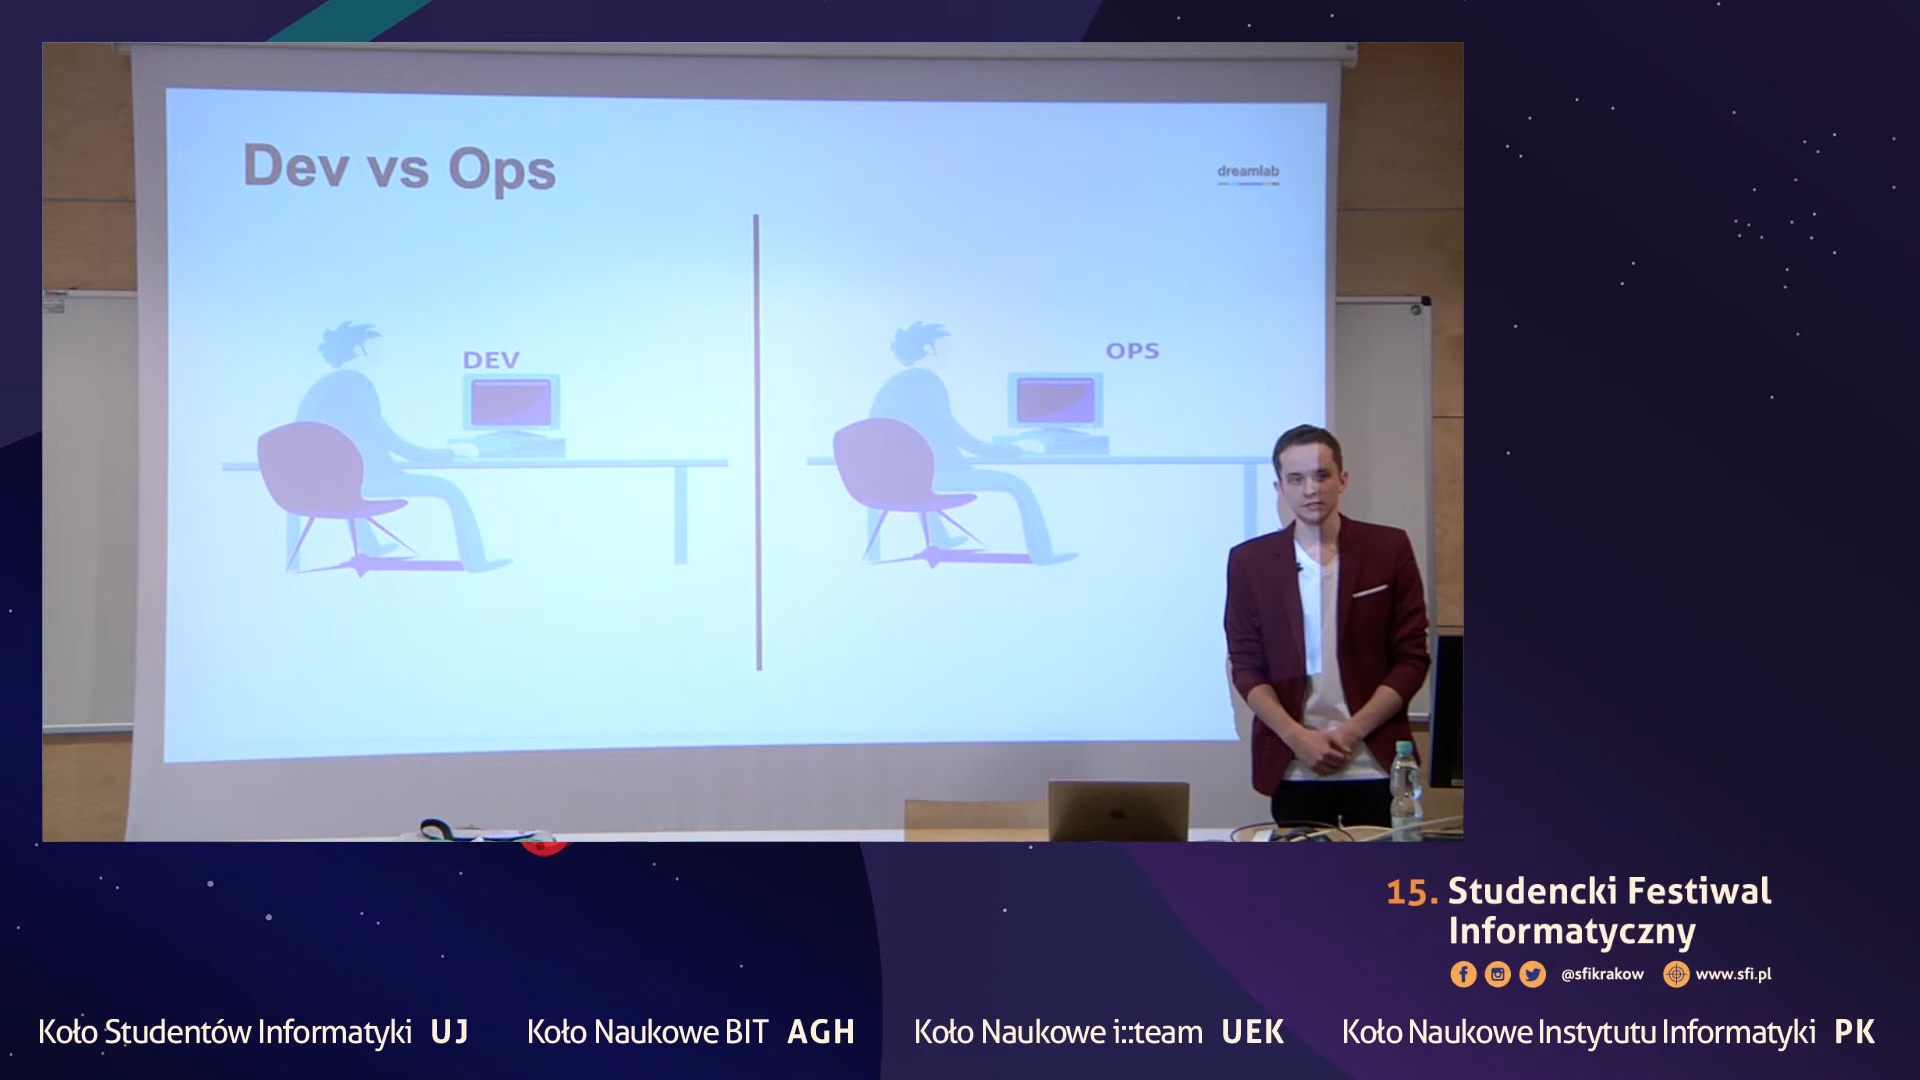 Dev vs Ops
dreamlab
DEV
OPS
15. Studencki Festiwal
Informatyczny
@sfikrakow www.sfi.pl
Koło Studentów Informatyki UJ Koło Naukowe BIT AGH Koło Naukowe i::team UEK Koło Naukowe Instytutu Informatyki PK